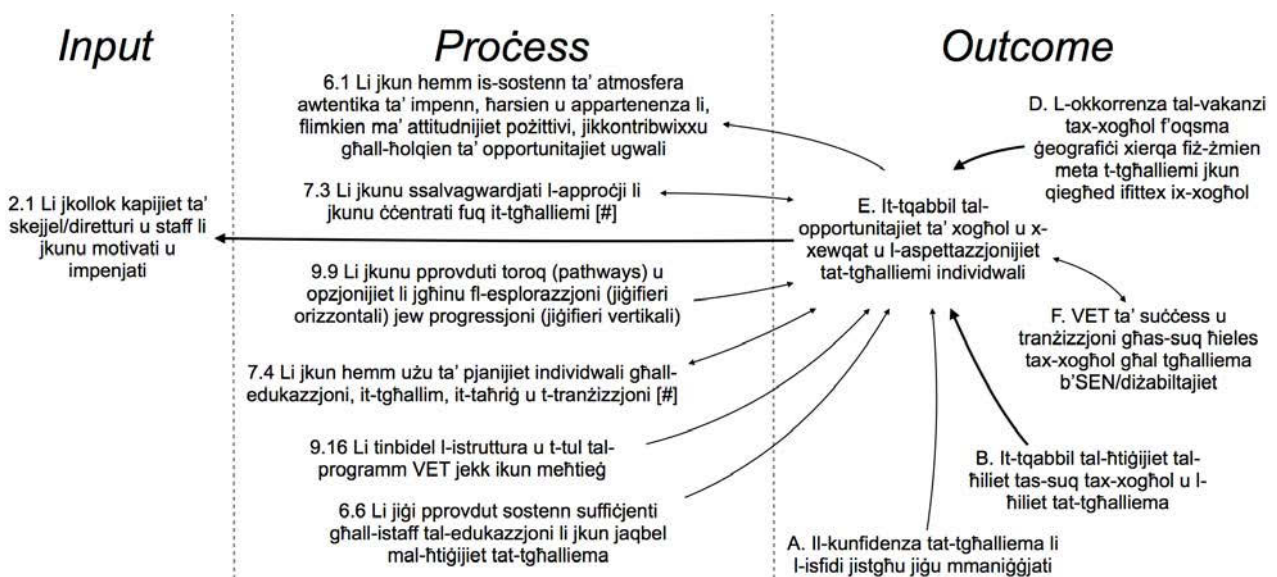 Input
Proċess
Outcome
2.1 Li jkollok kapijiet ta'
skejjel/diretturi u staff li
jkunu motivati u
impenjati
6.1 Li jkun hemm is-sostenn ta' atmosfera
awtentika ta' impenn, ħarsien u appartenenza li,
flimkien ma' attitudnijiet pożittivi, jikkontribwixxu
għall-ħolqien ta' opportunitajiet ugwali
7.3 Li jkunu ssalvagwardjati l-approċji li
jkunu ċċentrati fuq it-tgħalliemi [#]
9.9 Li jkunu pprovduti toroq (pathways) u
opzjonijiet li jgħinu fl-esplorazzjoni (jiġifieri
orizzontali) jew progressjoni (jiġifieri vertikali)
7.4 Li jkun hemm użu ta' pjanijiet individwali għall-
edukazzjoni, it-tgħallim, it-taħriġ u t-tranżizzjoni [#]
9.16 Li tinbidel l-istruttura u t-tul tal-
programm VET jekk ikun meħtieġ
6.6 Li jiġi pprovdut sostenn suffiċjenti
għall-istaff tal-edukazzjoni li jkun jaqbel
mal-ħtiġijiet tat-tgħalliema
D. L-okkorrenza tal-vakanzi
tax-xogħol f'oqsma
ġeografiċi xierqa fiż-żmien
meta t-tgħalliemi jkun
qiegħed ifittex ix-xogħol
E. It-tqabbil tal-
opportunitajiet ta' xogħol u x-
xewqat u l-aspettazzjonijiet
tat-tgħalliemi individwali
F. VET ta' suċċess u
tranżizzjoni għas-suq ħieles
tax-xogħol għal tgħalliema
b'SEN/diżabiltajiet
B. It-tqabbil tal-ħtiġijiet tal-
ħiliet tas-suq tax-xogħol u l-
ħiliet tat-tgħalliema
A. Il-kunfidenza tat-tgħalliema li
l-isfidi jistgħu jiġu mmaniġġjati